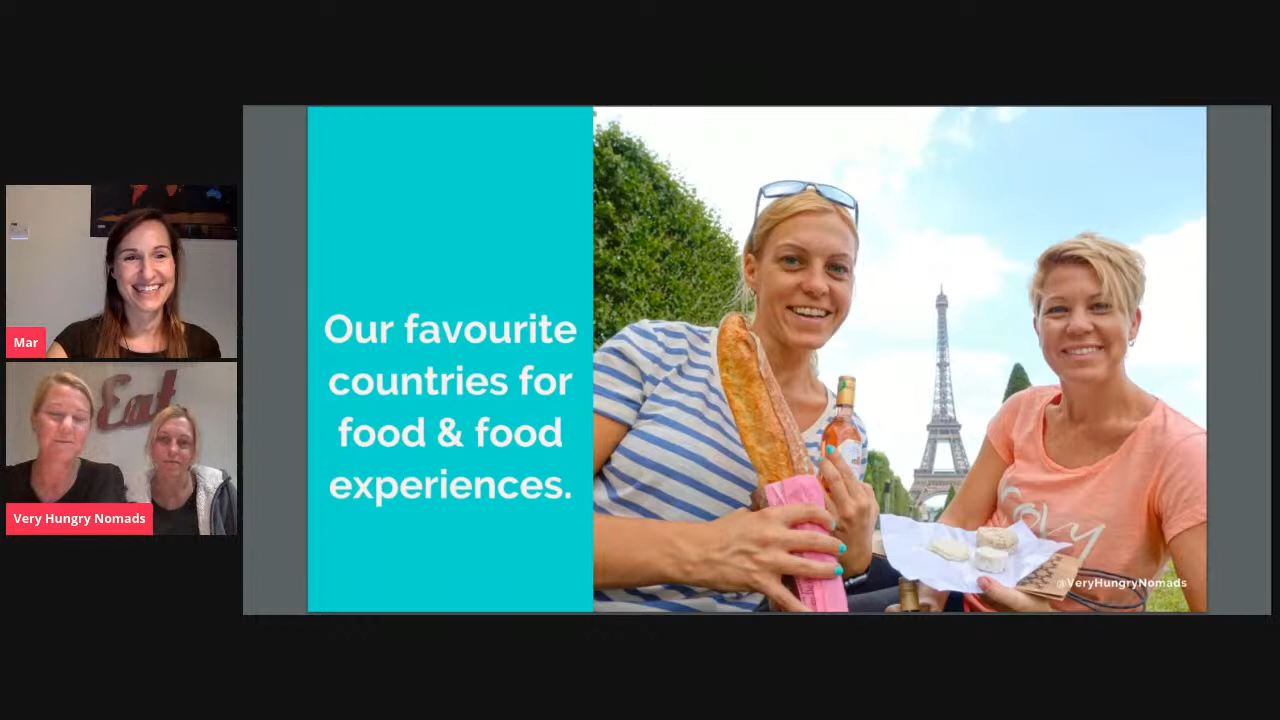 Mar
Eat
Very Hungry Nomads
Our favourite
countries for
food & food
experiences.
@VeryHungryNomads